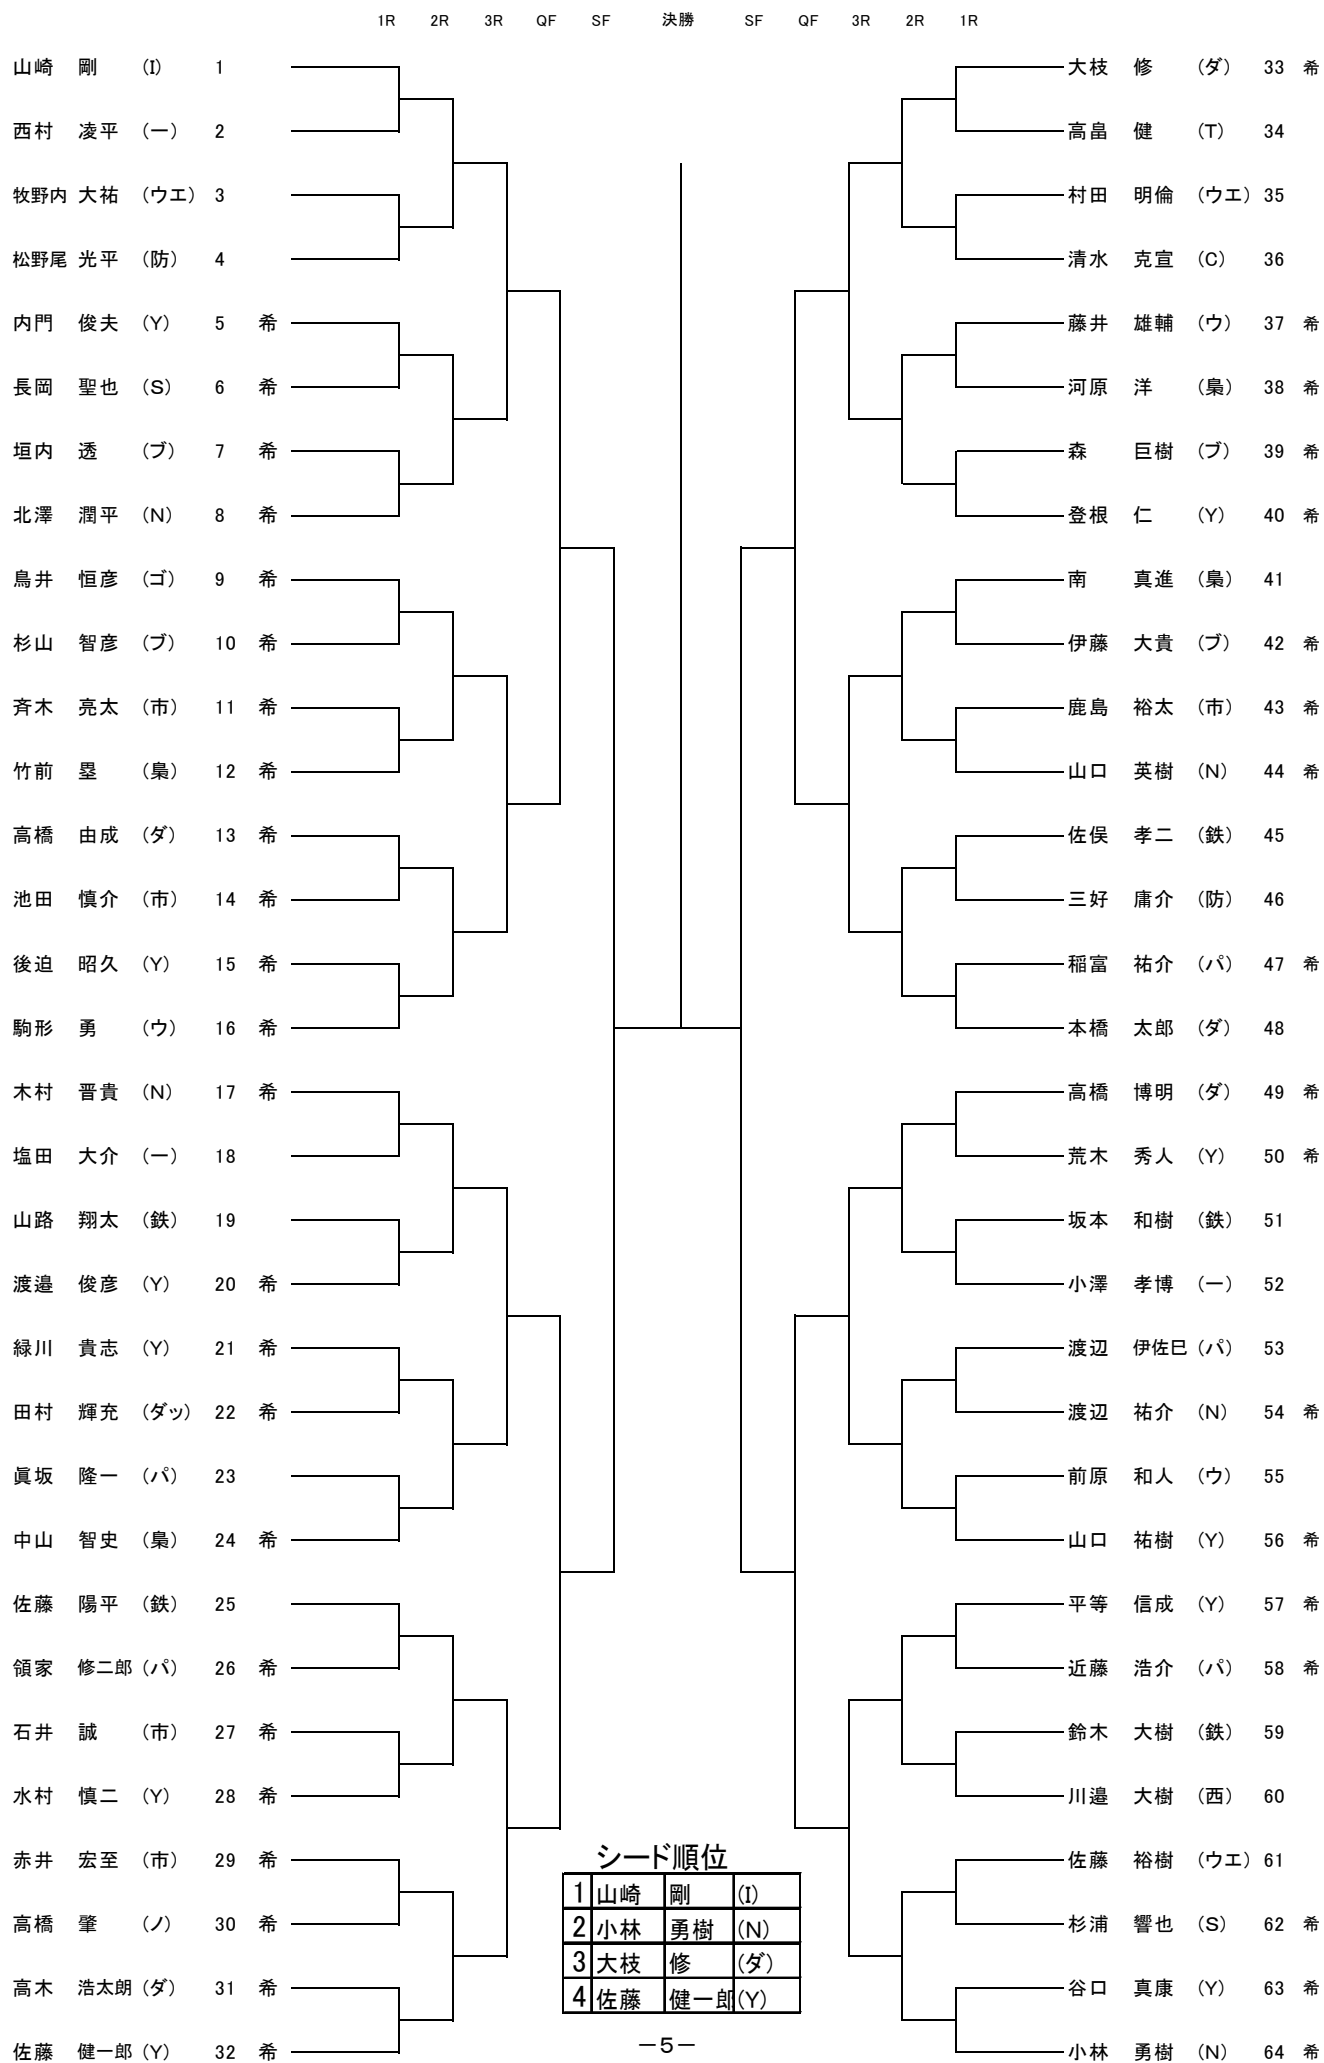 1R 2R 3R QF SF 決勝 SF QF 3R 2R 1R
山崎 剛 (I) 1
西村 凌平 (一) 2
牧野内 大祐 (ウエ) 3
松野尾 光平 (防) 4
内門 俊夫 (Y) 5 希
長岡 聖也 (S) 6 希
垣内 透 (ブ) 7 希
北澤 潤平 (N) 8 希
鳥井 恒彦 (ゴ) 9 希
杉山 智彦 (ブ) 10 希
斉木 亮太 (市) 11 希
竹前 塁 (梟) 12 希
高橋 由成 (ダ) 13 希
池田 慎介 (市) 14 希
後迫 昭久 (Y) 15 希
駒形 勇 (ウ) 16 希
木村 晋貴 (N) 17 希
塩田 大介 (一) 18
山路 翔太 (鉄) 19
渡邉 俊彦 (Y) 20 希
緑川 貴志 (Y) 21 希
田村 輝充 (ダッ) 22 希
眞坂 隆一 (パ) 23
中山 智史 (梟) 24 希
佐藤 陽平 (鉄) 25
領家 修二郎 (パ) 26 希
石井 誠 (市) 27 希
水村 慎二 (Y) 28 希
赤井 宏至 (市) 29 希
高橋 肇 (ノ) 30 希
高木 浩太朗 (ダ) 31 希
佐藤 健一郎 (Y) 32 希
大枝 修 (ダ) 33 希
高畠 健 (T) 34
村田 明倫 (ウエ) 35
清水 克宣 (C) 36
藤井 雄輔 (ウ) 37 希
河原 洋 (梟) 38 希
森 巨樹 (ブ) 39 希
登根 仁 (Y) 40 希
南 真進 (梟) 41
伊藤 大貴 (ブ) 42 希
鹿島 裕太 (市) 43 希
山口 英樹 (N) 44 希
佐俣 孝二 (鉄) 45
三好 庸介 (防) 46
稲富 祐介 (パ) 47 希
本橋 太郎 (ダ) 48
高橋 博明 (ダ) 49 希
荒木 秀人 (Y) 50 希
坂本 和樹 (鉄) 51
小澤 孝博 (一) 52
渡辺 伊佐巳 (パ) 53
渡辺 祐介 (N) 54 希
前原 和人 (ウ) 55
山口 祐樹 (Y) 56 希
平等 信成 (Y) 57 希
近藤 浩介 (パ) 58 希
鈴木 大樹 (鉄) 59
川邉 大樹 (西) 60
佐藤 裕樹 (ウエ) 61
杉浦 響也 (S) 62 希
谷口 真康 (Y) 63 希
小林 勇樹 (N) 64 希
シード順位
1 山崎 剛 (I)
2 小林 勇樹 (N)
3 大枝 修 (ダ)
4 佐藤 健一郎 (Y)
－5－